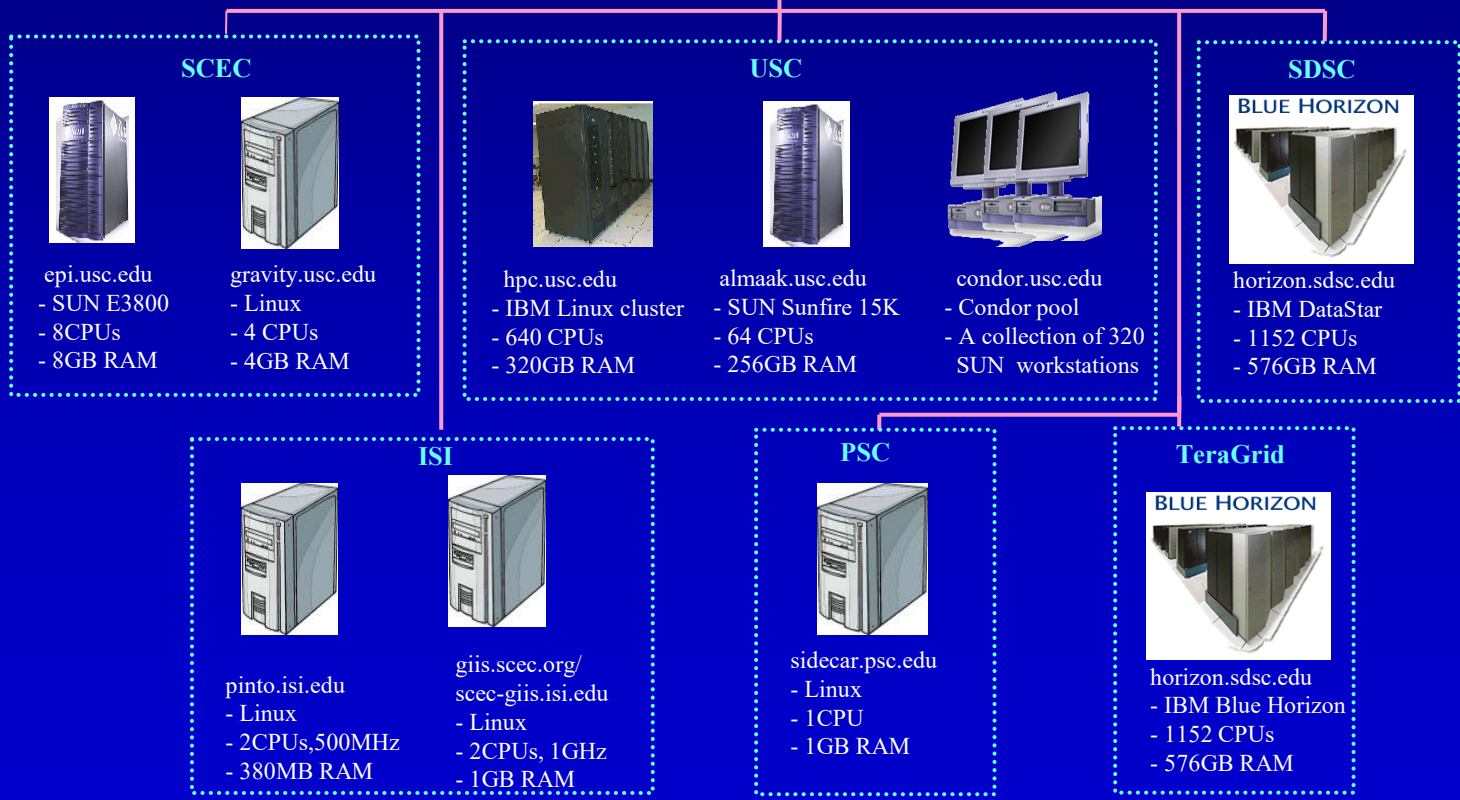 SCEC
epi.usc.edu
- SUN E3800
- 8CPUs
- 8GB RAM
gravity.usc.edu
- Linux
- 4 CPUs
- 4GB RAM
USC
hpc.usc.edu
- IBM Linux cluster
- 640 CPUs
- 320GB RAM
almaak.usc.edu
- SUN Sunfire 15K
- 64 CPUs
- 256GB RAM
condor.usc.edu
- Condor pool
- A collection of 320
SUN workstations
SDSC
BLUE HORIZON
horizon.sdsc.edu
- IBM DataStar
- 1152 CPUs
- 576GB RAM
ISI
pinto.isi.edu
- Linux
- 2CPUs,500MHz
- 380MB RAM
giis.scec.org/
scec-giis.isi.edu
- Linux
- 2CPUs, 1GHz
- 1GB RAM
PSC
sidecar.psc.edu
- Linux
- 1CPU
- 1GB RAM
TeraGrid
BLUE HORIZON
horizon.sdsc.edu
- IBM Blue Horizon
- 1152 CPUs
- 576GB RAM